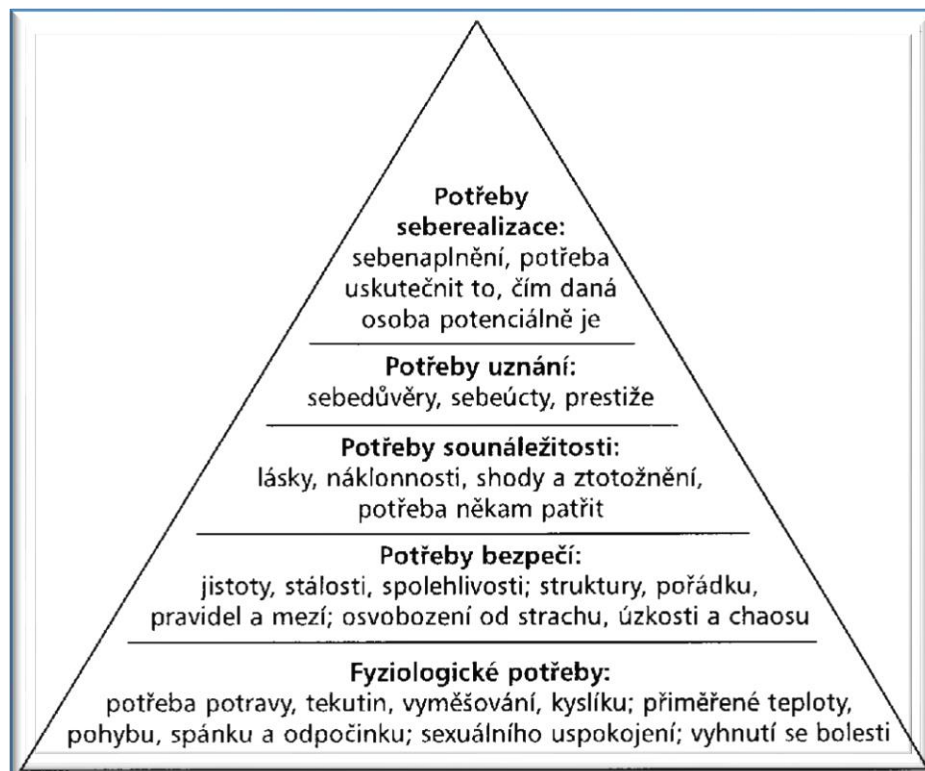 Potřeby
seberealizace:
sebenaplnění, potřeba
uskutečnit to, čím daná
osoba potenciálně je
Potřeby uznání:
sebedůvěry, sebeúcty, prestiže
Potřeby sounáležitosti:
lásky, náklonnosti, shody a ztotožnění,
potřeba někam patřit
Potřeby bezpečí:
jistoty, stálosti, spolehlivosti; struktury, pořádku,
pravidel a mezí; osvobození od strachu, úzkosti a chaosu
Fyziologické potřeby:
potřeba potravy, tekutin, vyměšování, kyslíku; přiměřené teploty,
pohybu, spánku a odpočinku; sexuálního uspokojení; vyhnutí se bolesti